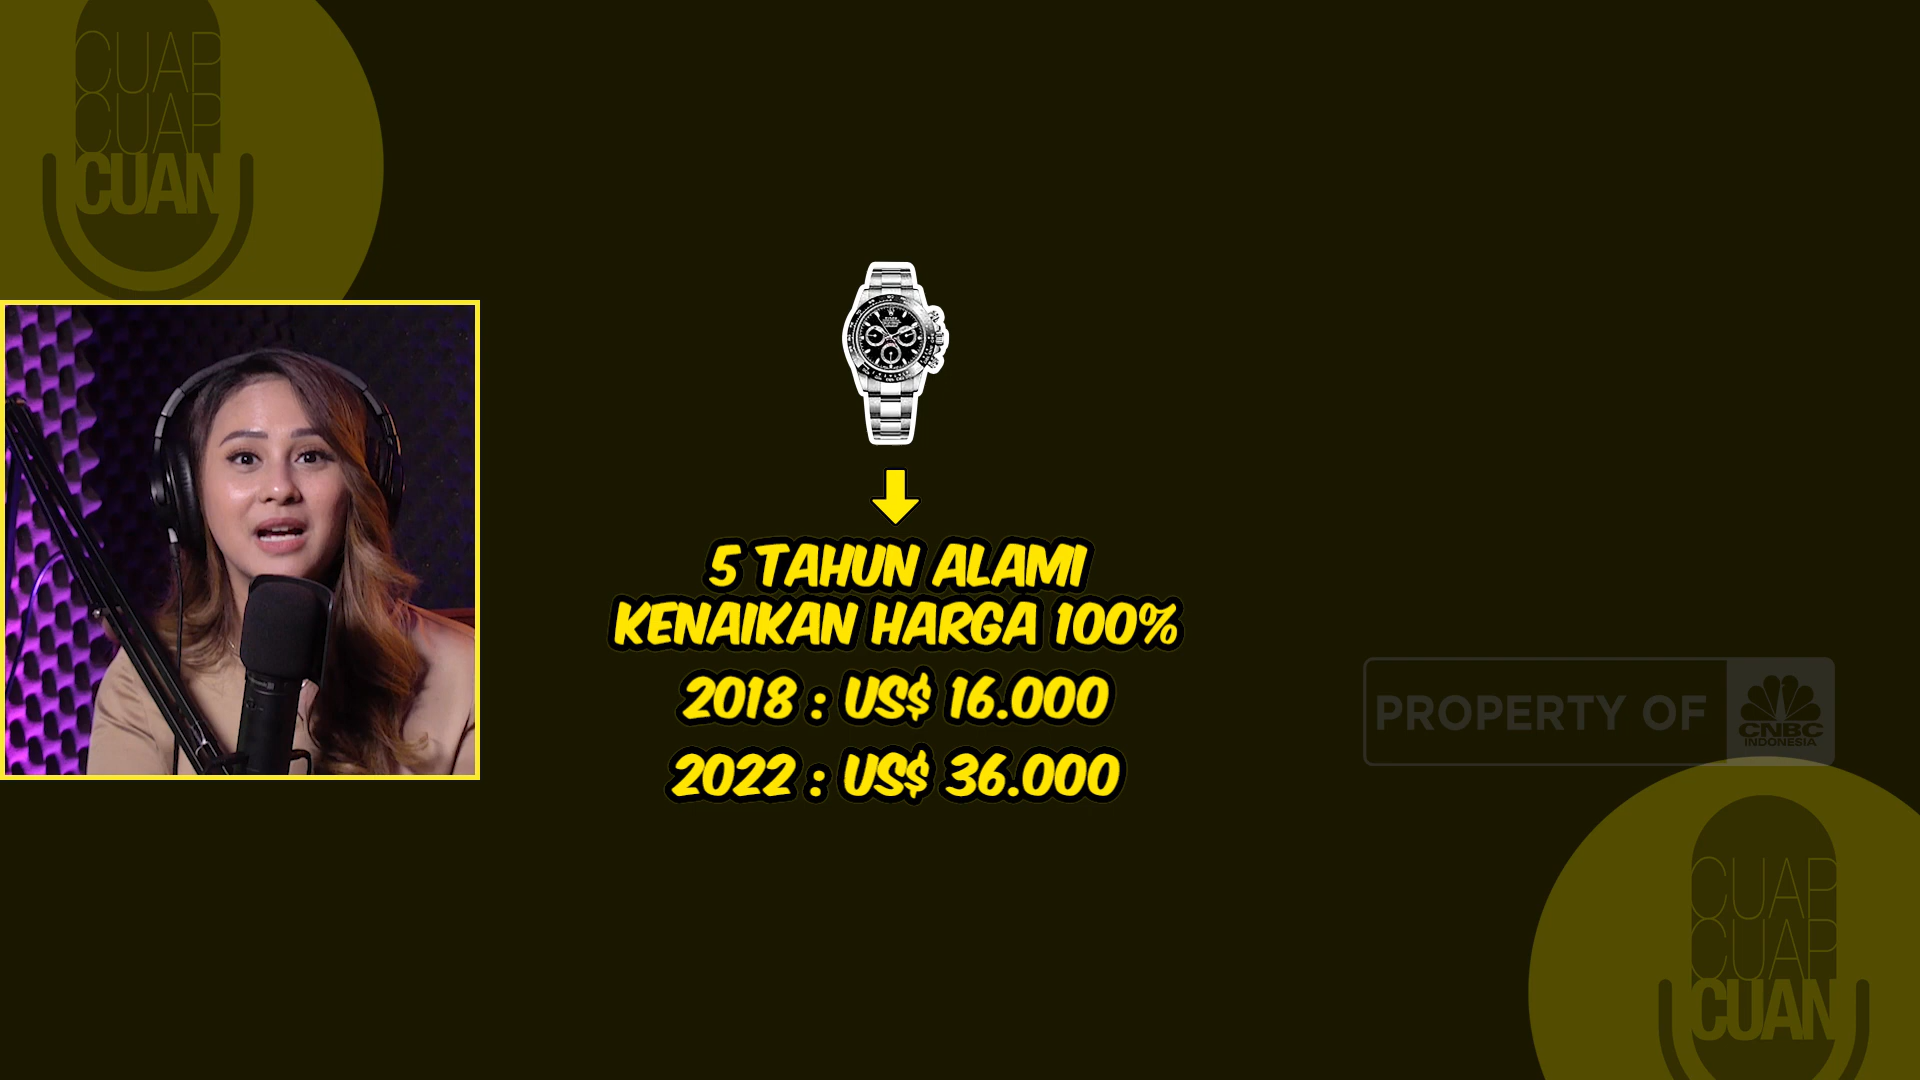 CUAP
CUAP
CUAN
5 TAHUN ALAMI
KENAIKAN HARGA 100%
2018 : US$ 16.000
2022 : US$ 36.000
PROPERTY OF
CNBC
INDONESIA
CUAP
CUAP
CUAN